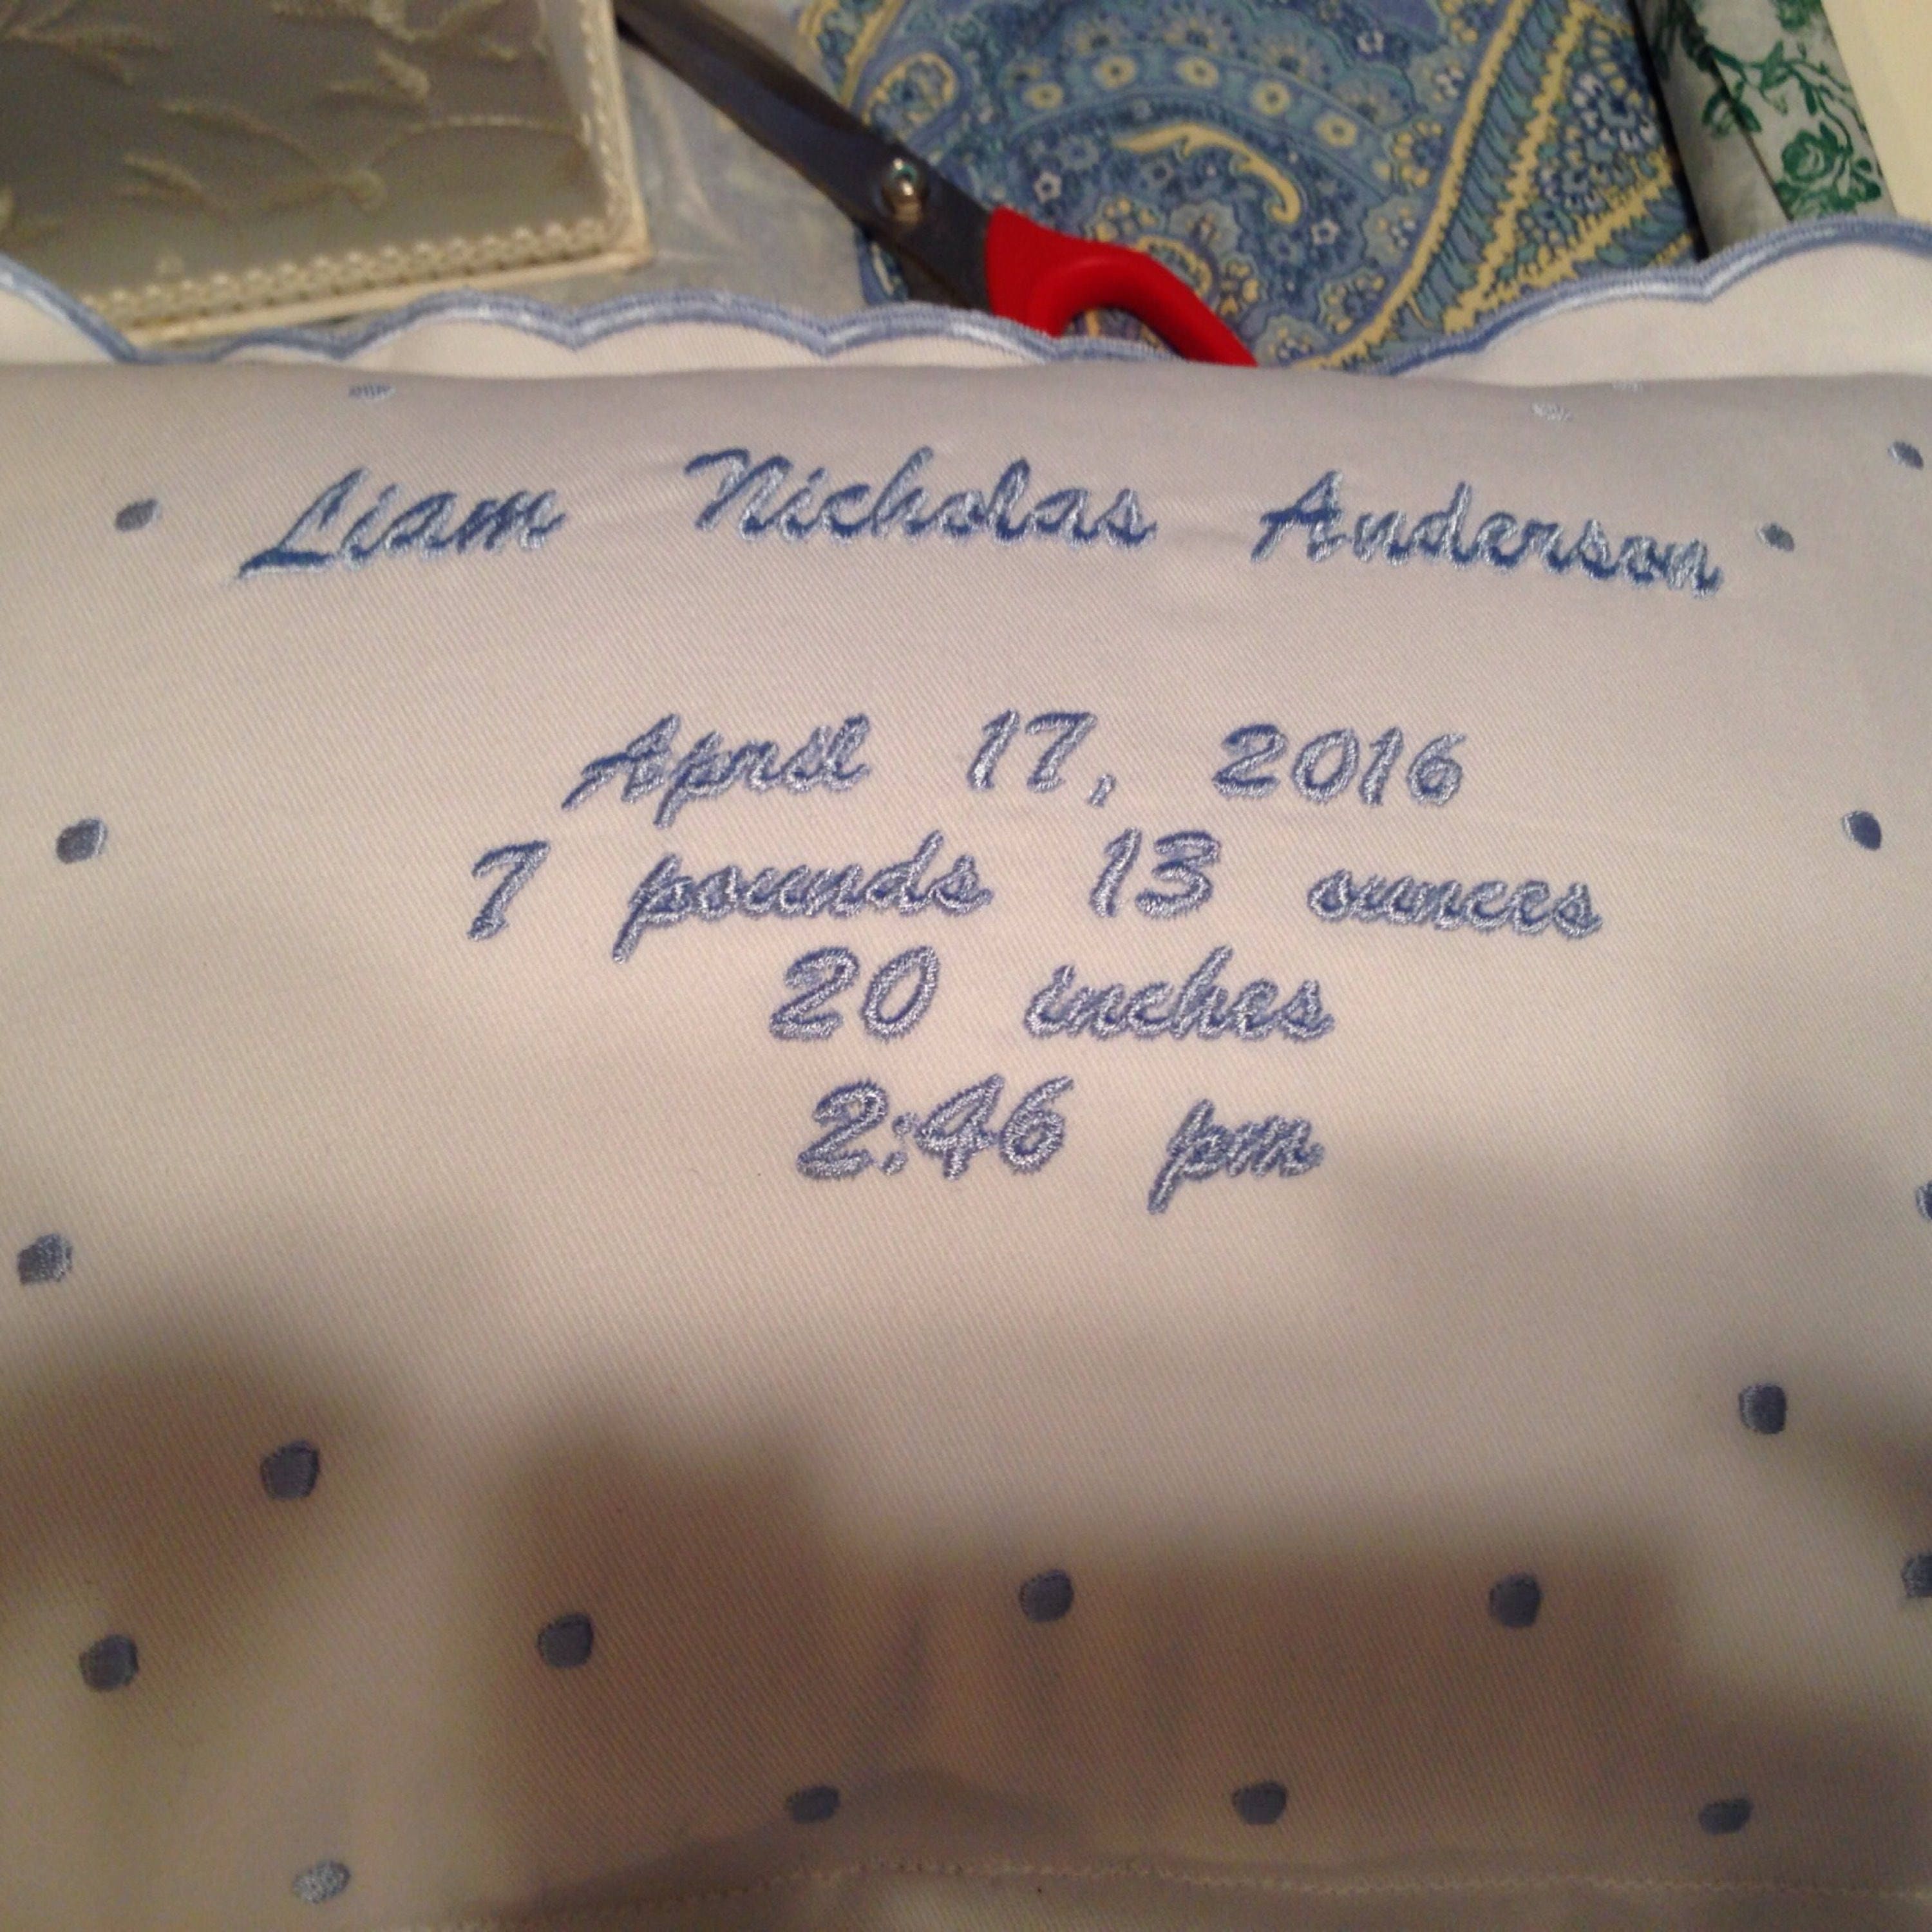 Liam Nicholas Anderson
April 17, 2016
7 pounds 13 ounces
20 inches
2:46 pm